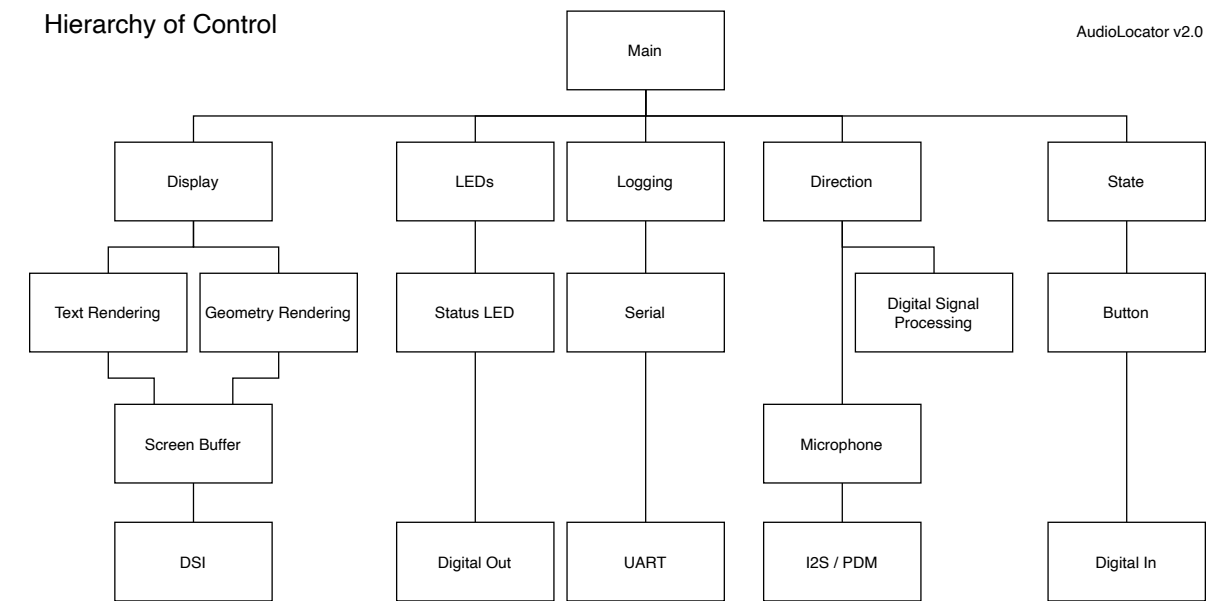 Hierarchy of Control
AudioLocator v2.0
Main
Display
LEDs
Logging
Direction
State
Text Rendering
Geometry Rendering
Status LED
Serial
Digital Signal
Processing
Button
Screen Buffer
Microphone
DSI
Digital Out
UART
I2S / PDM
Digital In